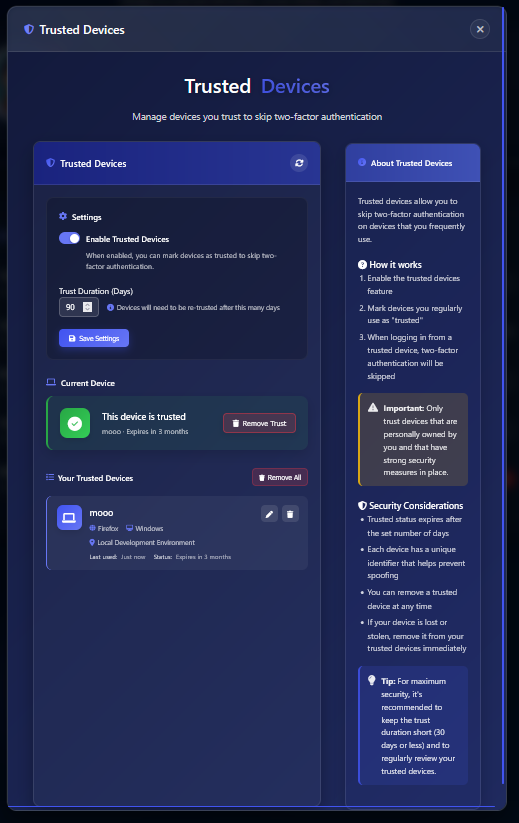 Trusted Devices
Trusted Devices
Manage devices you trust to skip two-factor authentication
Trusted Devices
Settings
Enable Trusted Devices
When enabled, you can mark devices as trusted to skip two-
factor authentication.
Trust Duration (Days)
90
Devices will need to be re-trusted after this many days
Save Settings
Current Device
This device is trusted
mooo · Expires in 3 months
Remove Trust
Your Trusted Devices
Remove All
mooo
Firefox
Windows
Local Development Environment
Last used: Just now
Status: Expires in 3 months
About Trusted Devices
Trusted devices allow you to
skip two-factor authentication
on devices that you frequently
use.
How it works
1. Enable the trusted devices
feature
2. Mark devices you regularly
use as "trusted"
3. When logging in from a
trusted device, two-factor
authentication will be
skipped
Important: Only
trust devices that are
personally owned by
you and that have
strong security
measures in place.
Security Considerations
• Trusted status expires after
the set number of days
• Each device has a unique
identifier that helps prevent
spoofing
• You can remove a trusted
device at any time
• If your device is lost or
stolen, remove it from your
trusted devices immediately
Tip: For maximum
security, it's
recommended to
keep the trust
duration short (30
days or less) and to
regularly review your
trusted devices.